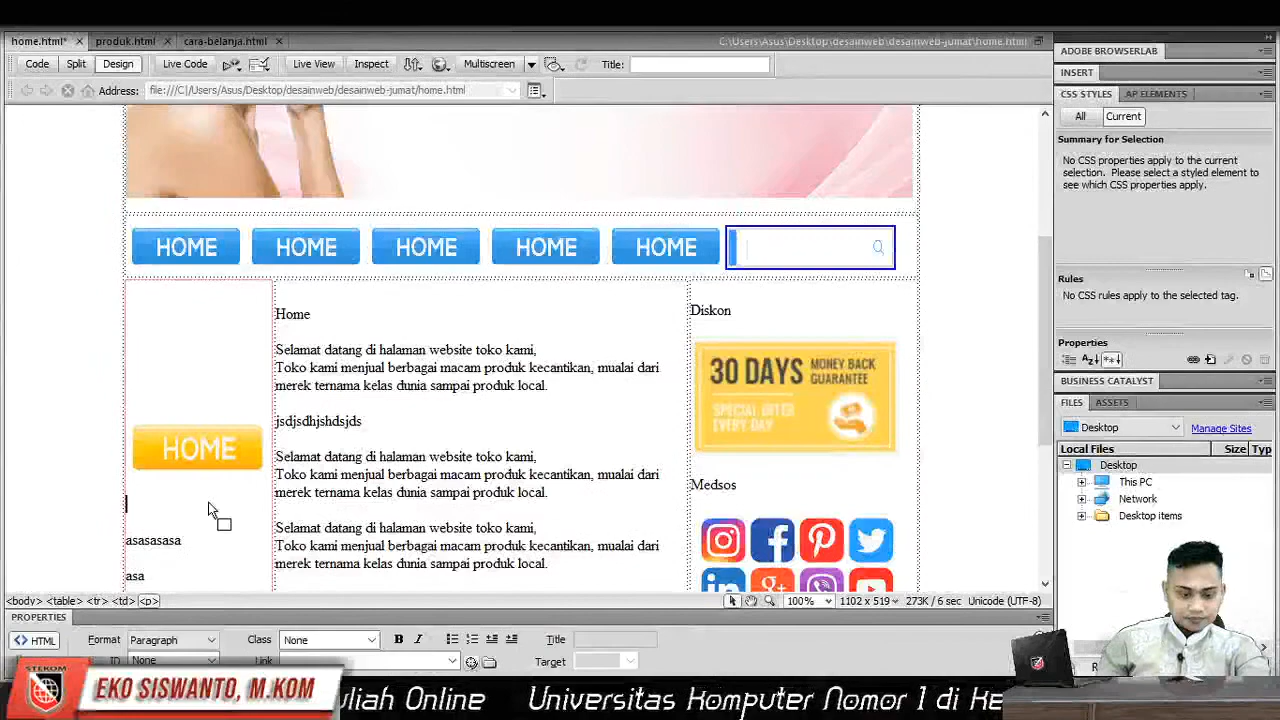 home.html* × produk.html × cara-belanja.html ×
C:\Users\Asus\Desktop\desainweb\desainweb-jumat\home.html
Code Split Design Live Code Live View Inspect Multiscreen Title:
Address: file:///C|/Users/Asus/Desktop/desainweb/desainweb-jumat/home.html
HOME HOME HOME HOME HOME
HOME
asasasasa
asa
Home
Selamat datang di halaman website toko kami,
Toko kami menjual berbagai macam produk kecantikan, mualai dari
merek ternama kelas dunia sampai produk local.
jsdjsdhjshdsjds
Selamat datang di halaman website toko kami,
Toko kami menjual berbagai macam produk kecantikan, mualai dari
merek ternama kelas dunia sampai produk local.
Selamat datang di halaman website toko kami,
Toko kami menjual berbagai macam produk kecantikan, mualai dari
merek ternama kelas dunia sampai produk local.
Diskon
30 DAYS MONEY BACK
GUARANTEE
SPECIAL OFFER
EVERY DAY
Medsos
<body> <table> <tr> <td> <p>
100% 1102 x 519 273K / 6 sec Unicode (UTF-8)
PROPERTIES
HTML Format Paragraph Class None B I Title
ID None Link Target
ADOBE BROWSERLAB
INSERT
CSS STYLES AP ELEMENTS
All Current
Summary for Selection
No CSS properties apply to the current
selection. Please select a styled element to
see which CSS properties apply.
Rules
No CSS rules apply to the selected tag.
Properties
BUSINESS CATALYST
FILES ASSETS
Desktop Manage Sites
Local Files Size Typ
Desktop
This PC
Network
Desktop items
STEKOM
EKO SISWANTO, M.KOM
uliah Online Universitas Komputer Nomor 1 di Ke